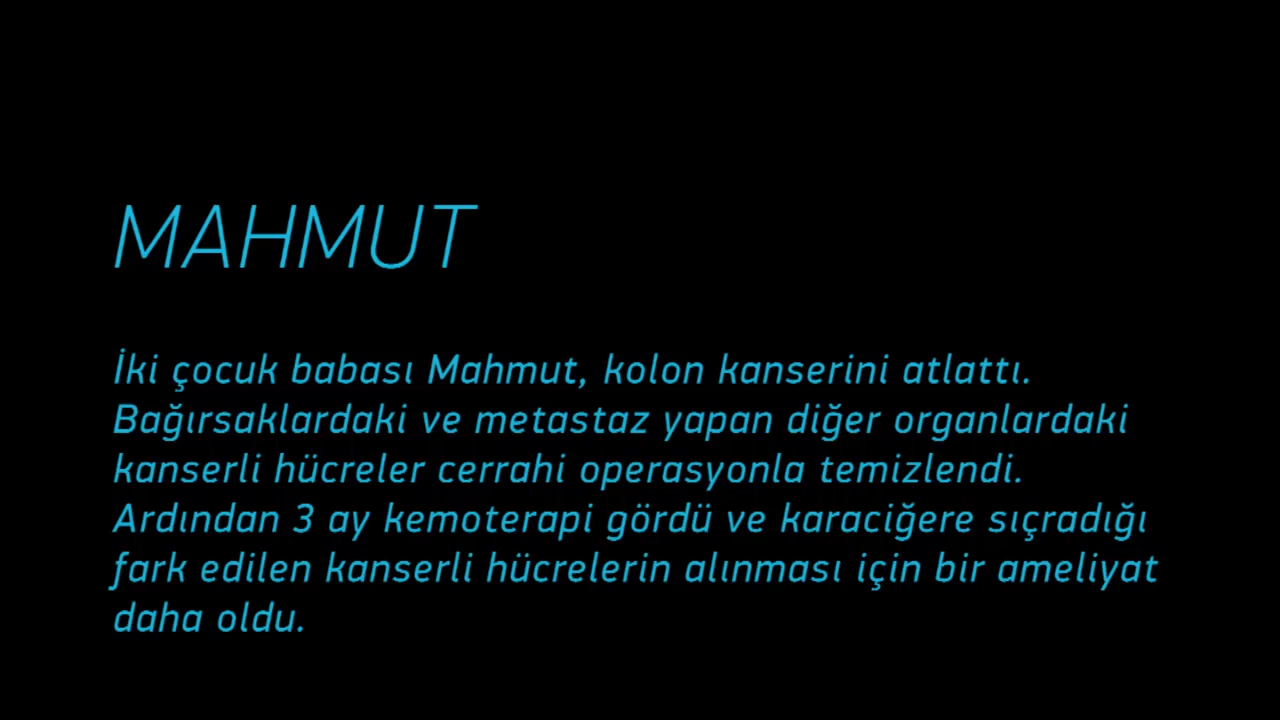 MAHMUT
İki çocuk babası Mahmut, kolon kanserini atlattı.
Bağırsaklardaki ve metastaz yapan diğer organlardaki
kanserli hücreler cerrahi operasyonla temizlendi.
Ardından 3 ay kemoterapi gördü ve karaciğere sıçradığı
fark edilen kanserli hücrelerin alınması için bir ameliyat
daha oldu.